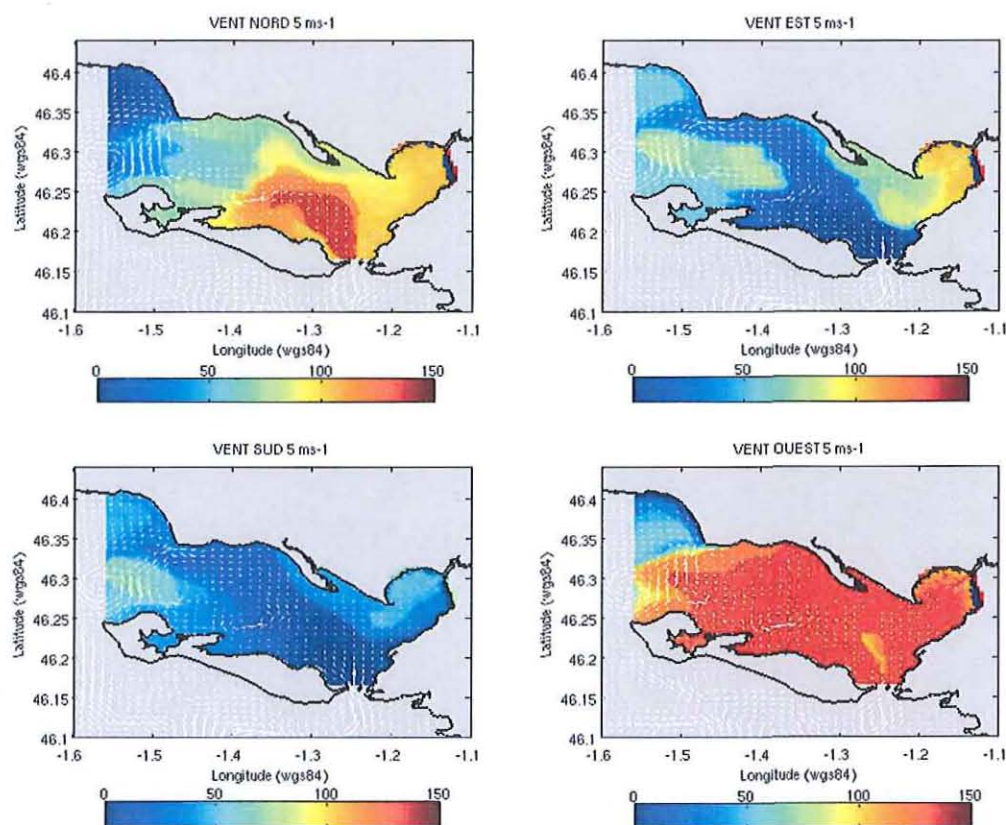 VENT NORD 5 ms-1
46.4
46.35
46.3
46.25
46.2
46.15
46.1
Latitude (wgs84)
-1.6 -1.5 -1.4 -1.3 -1.2 -1.1
Longitude (wgs84)
0 50 100 150
VENT EST 5 ms-1
46.4
46.35
46.3
46.25
46.2
46.15
46.1
Latitude (wgs84)
-1.6 -1.5 -1.4 -1.3 -1.2 -1.1
Longitude (wgs84)
0 50 100 150
VENT SUD 5 ms-1
46.4
46.35
46.3
46.25
46.2
46.15
46.1
Latitude (wgs84)
-1.6 -1.5 -1.4 -1.3 -1.2 -1.1
Longitude (wgs84)
0 50 100 150
VENT OUEST 5 ms-1
46.4
46.35
46.3
46.25
46.2
46.15
46.1
Latitude (wgs84)
-1.6 -1.5 -1.4 -1.3 -1.2 -1.1
Longitude (wgs84)
0 50 100 150